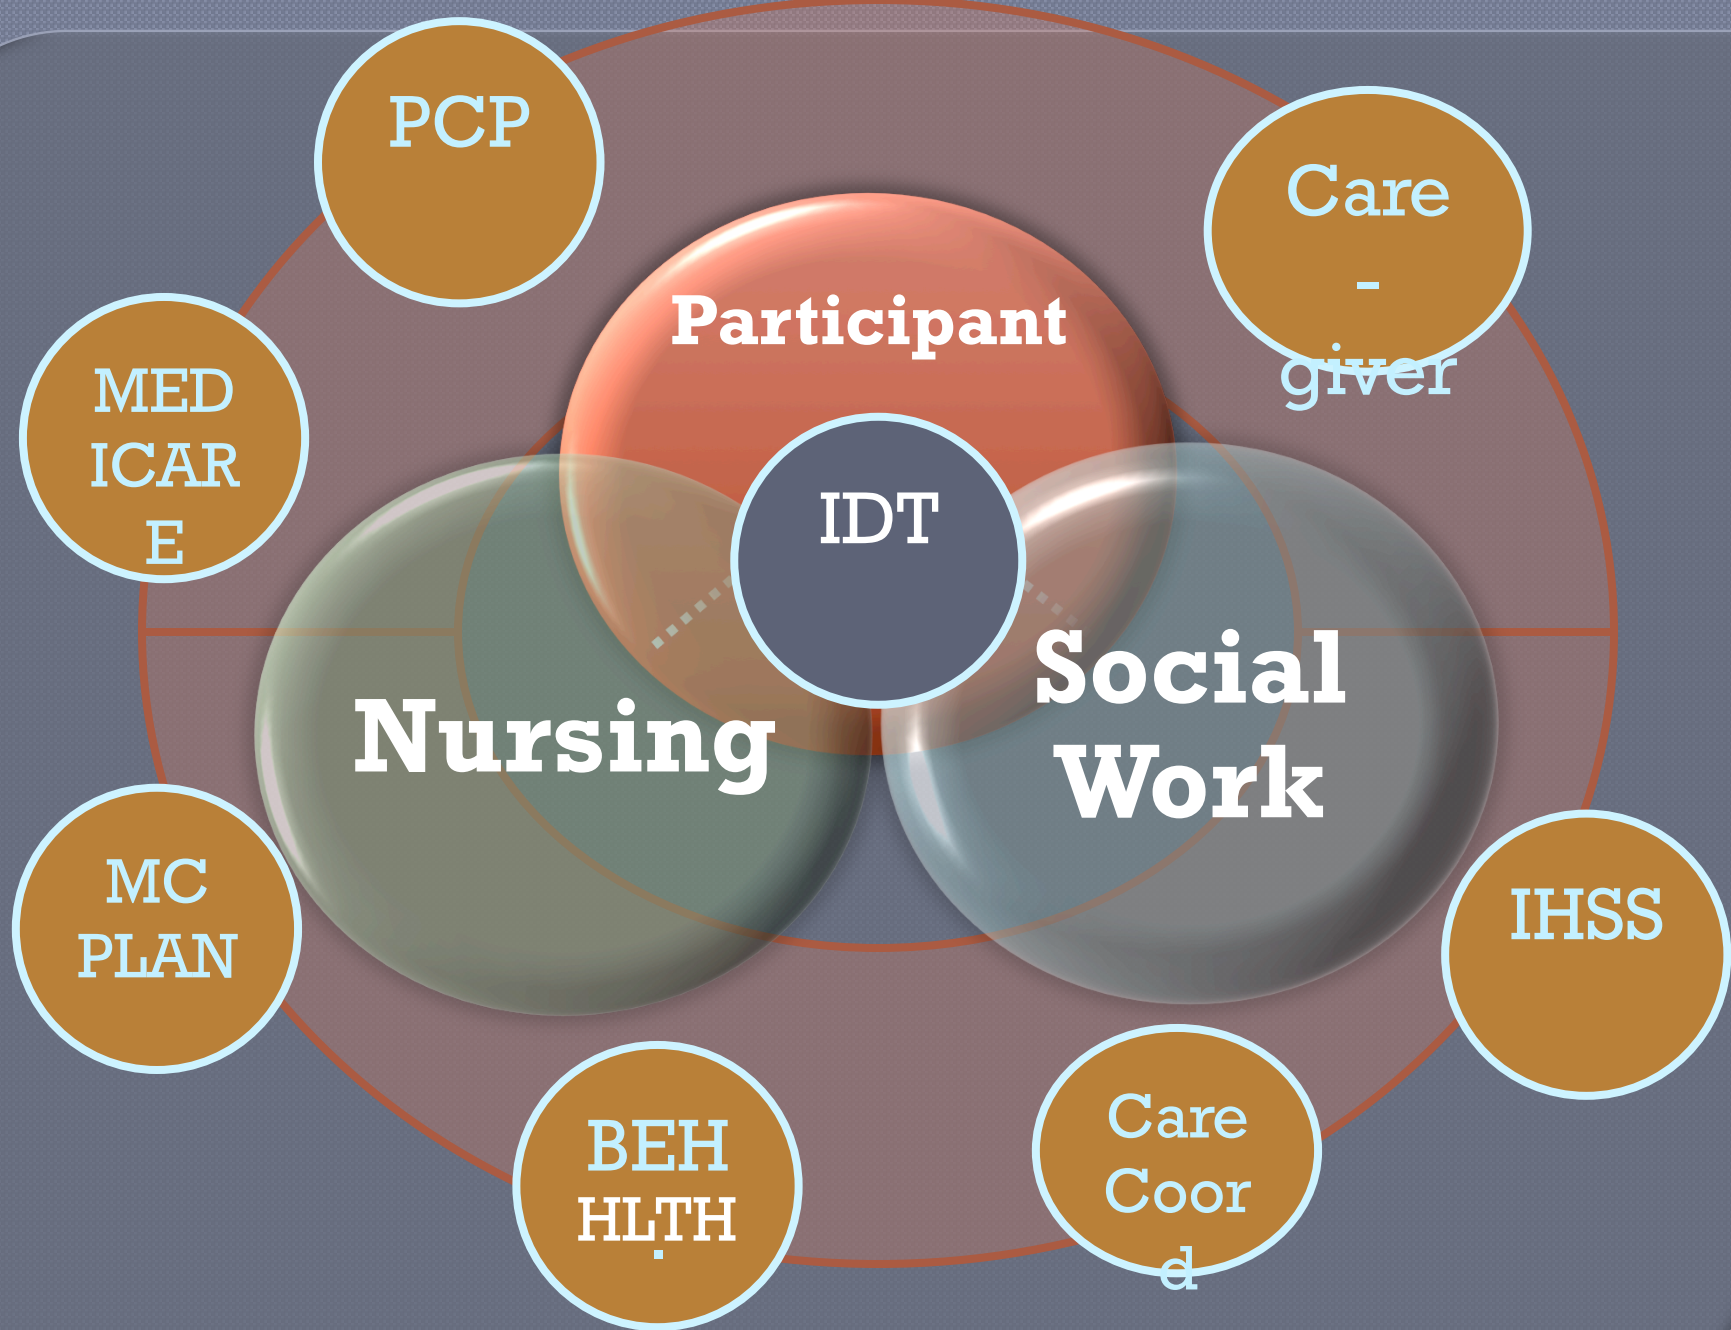 PCP
Care
-
giver
Participant
MED
ICAR
E
IDT
Social
Work
Nursing
MC
PLAN
IHSS
BEH
HLTH
.
Care
Coor
d